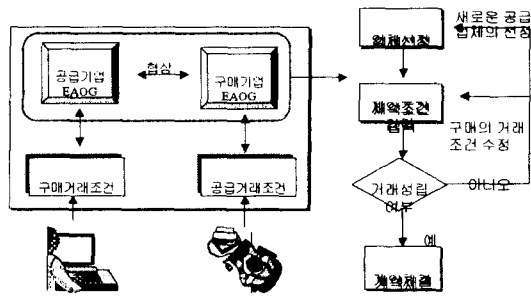 공급기업
EAOG
협상
구매기업
EAOG
구매거래조건
공급거래조건
업체선정
새로운 공급
업체의 선정
제약조건
입력
구매의 거래
조건 수정
거래성립
여부
아니오
예
계약체결